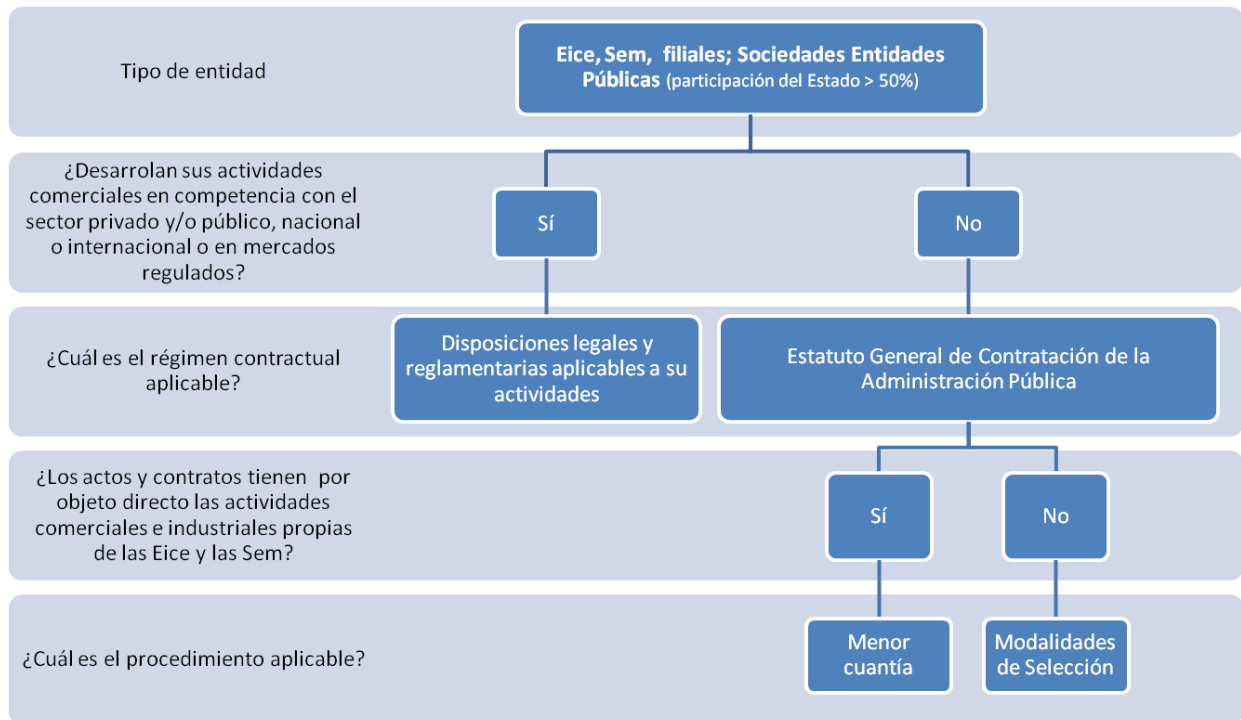 Tipo de entidad
Eice, Sem, filiales; Sociedades Entidades
Públicas (participación del Estado > 50%)
¿Desarrolan sus actividades
comerciales en competencia con el
sector privado y/o público, nacional
o internacional o en mercados
regulados?
Sí
No
¿Cuál es el régimen contractual
aplicable?
Disposiciones legales y
reglamentarias aplicables a su
actividades
Estatuto General de Contratación de la
Administración Pública
¿Los actos y contratos tienen por
objeto directo las actividades
comerciales e industriales propias
de las Eice y las Sem?
Sí
No
¿Cuál es el procedimiento aplicable?
Menor
cuantía
Modalidades
de Selección